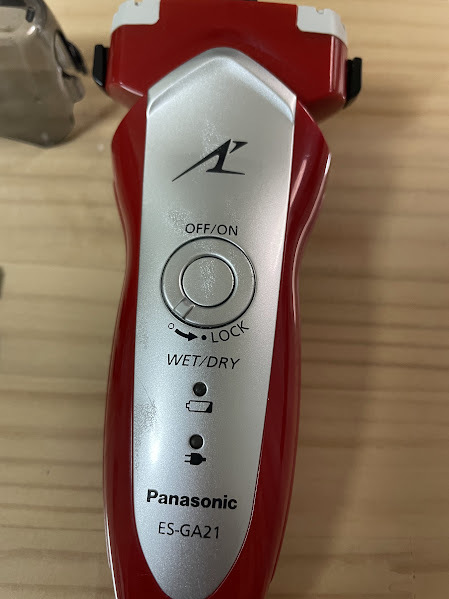 OFF/ON
LOCK
WET/DRY
Panasonic
ES-GA21